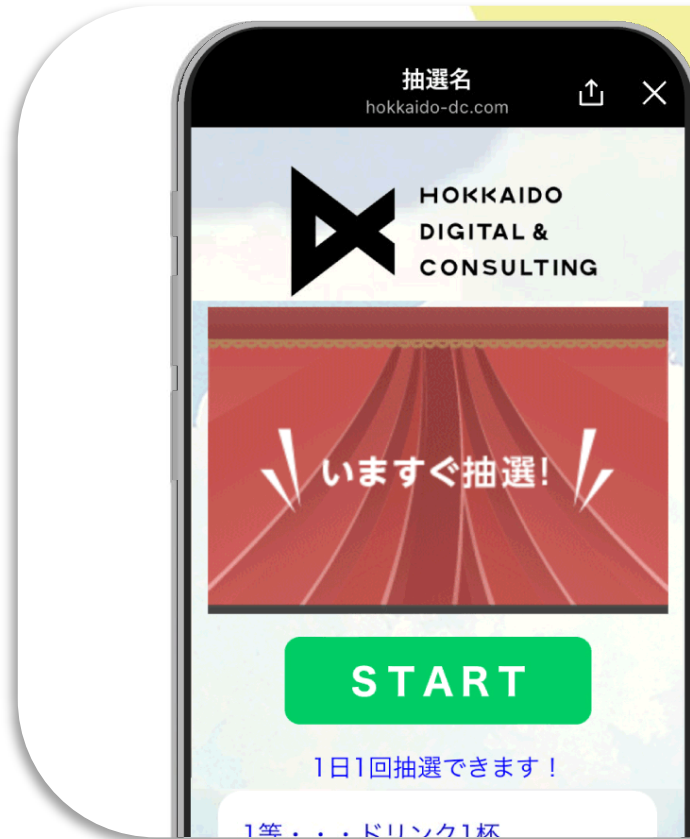 抽選名
hokkaido-dc.com
HOKKAIDO
DIGITAL &
CONSULTING
いますぐ抽選!
START
1日1回抽選できます！
1等・・・ドリンク1杯